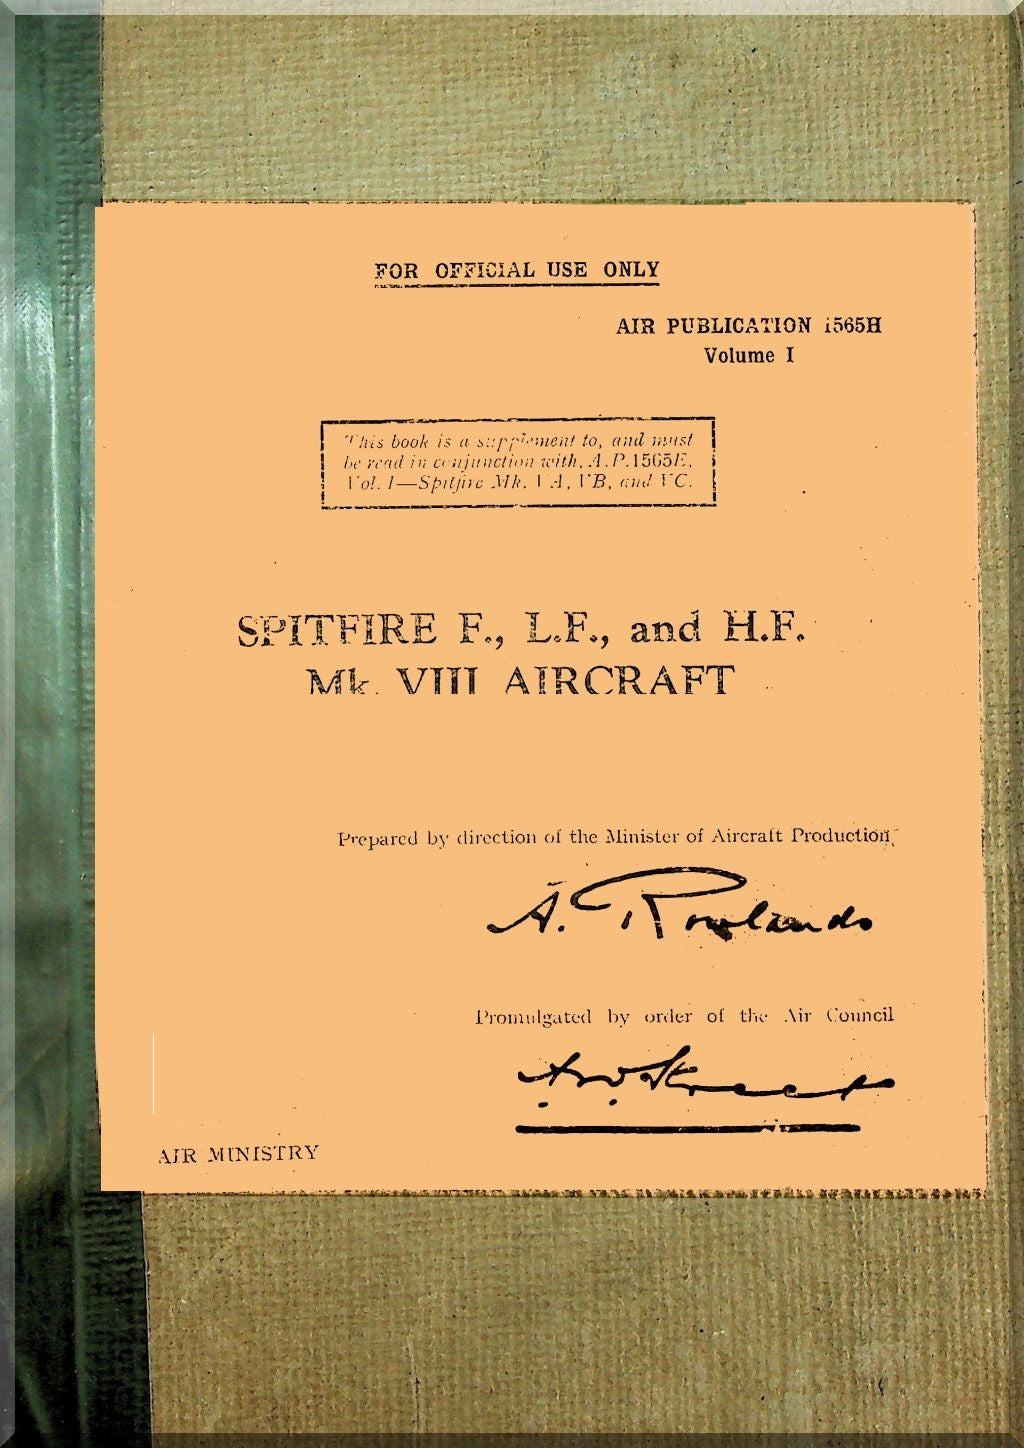 FOR OFFICIAL USE ONLY
AIR PUBLICATION 1565H
Volume I
This book is a supplement to, and must
be read in conjunction with, A.P.1565E,
Vol. I—Spitfire Mk. VA, VB, and VC.
SPITFIRE F., L.F., and H.F.
Mk. VIII AIRCRAFT
Prepared by direction of the Minister of Aircraft Production,
A. Rowlands
Promulgated by order of the Air Council
A. W. Street
AIR MINISTRY